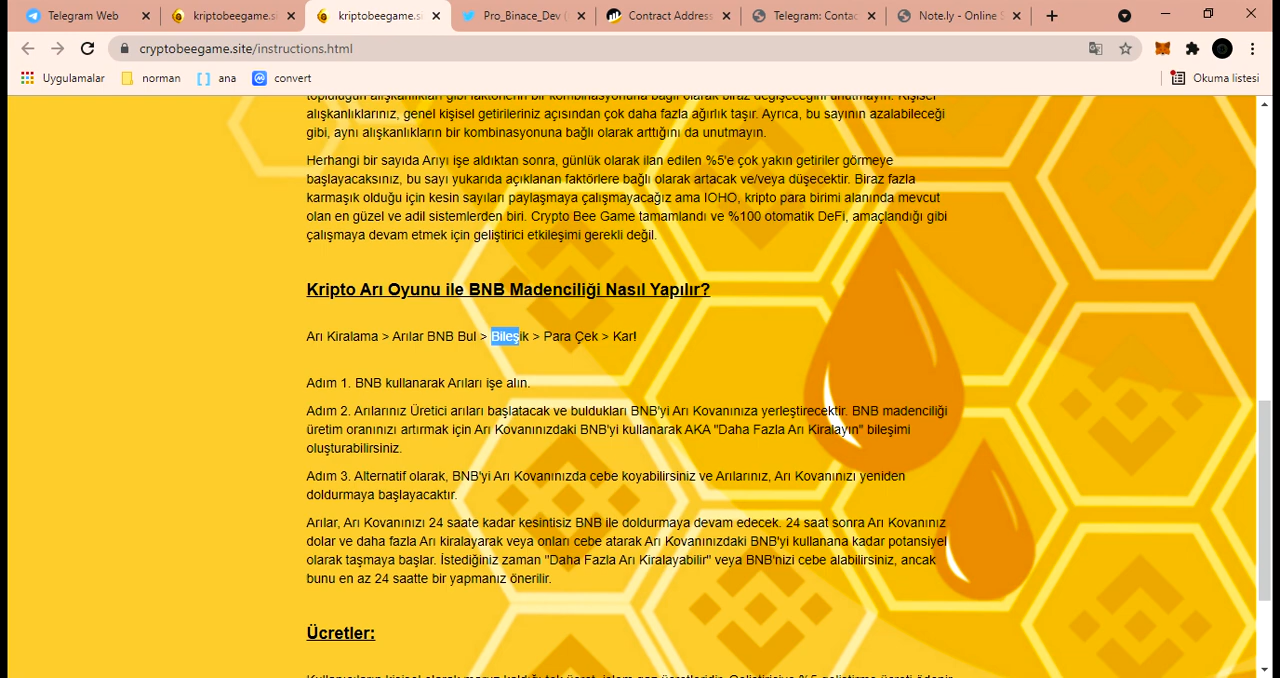 Telegram Web
kriptobeegame.si
kriptobeegame.si
Pro_Binace_Dev (
Contract Address
Telegram: Contac
Note.ly - Online S
cryptobeegame.site/instructions.html
Uygulamalar
norman
ana
convert
Okuma listesi
topluluğun alışkanlıkları gibi faktörlerin bir kombinasyonuna bağlı olarak biraz değişeceğini unutmayın. Kişisel
alışkanlıklarınız, genel kişisel getirileriniz açısından çok daha fazla ağırlık taşır. Ayrıca, bu sayının azalabileceği
gibi, aynı alışkanlıkların bir kombinasyonuna bağlı olarak arttığını da unutmayın.
Herhangi bir sayıda Arıyı işe aldıktan sonra, günlük olarak ilan edilen %5'e çok yakın getiriler görmeye
başlayacaksınız, bu sayı yukarıda açıklanan faktörlere bağlı olarak artacak ve/veya düşecektir. Biraz fazla
karmaşık olduğu için kesin sayıları paylaşmaya çalışmayacağız ama IOHO, kripto para birimi alanında mevcut
olan en güzel ve adil sistemlerden biri. Crypto Bee Game tamamlandı ve %100 otomatik DeFi, amaçlandığı gibi
çalışmaya devam etmek için geliştirici etkileşimi gerekli değil.
Kripto Arı Oyunu ile BNB Madenciliği Nasıl Yapılır?
Arı Kiralama > Arılar BNB Bul > Bileşik > Para Çek > Kar!
Adım 1. BNB kullanarak Arıları işe alın.
Adım 2. Arılarınız Üretici arıları başlatacak ve buldukları BNB'yi Arı Kovanınıza yerleştirecektir. BNB madenciliği
üretim oranınızı artırmak için Arı Kovanınızdaki BNB'yi kullanarak AKA "Daha Fazla Arı Kiralayın" bileşimi
oluşturabilirsiniz.
Adım 3. Alternatif olarak, BNB'yi Arı Kovanınızda cebe koyabilirsiniz ve Arılarınız, Arı Kovanınızı yeniden
doldurmaya başlayacaktır.
Arılar, Arı Kovanınızı 24 saate kadar kesintisiz BNB ile doldurmaya devam edecek. 24 saat sonra Arı Kovanınız
dolar ve daha fazla Arı kiralayarak veya onları cebe atarak Arı Kovanınızdaki BNB'yi kullanana kadar potansiyel
olarak taşmaya başlar. İstediğiniz zaman "Daha Fazla Arı Kiralayabilir" veya BNB'nizi cebe alabilirsiniz, ancak
bunu en az 24 saatte bir yapmanız önerilir.
Ücretler: